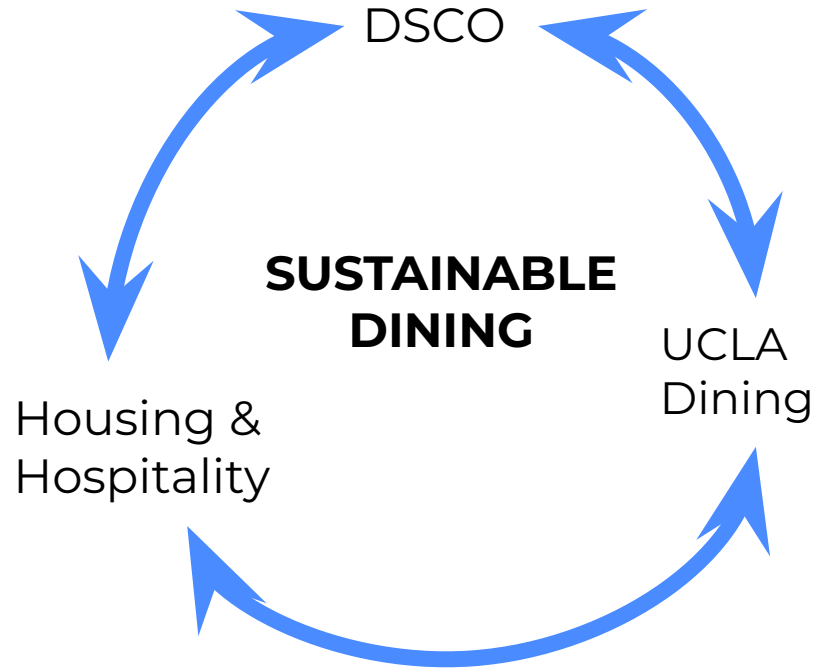 DSCO
SUSTAINABLE
DINING
UCLA
Dining
Housing &
Hospitality